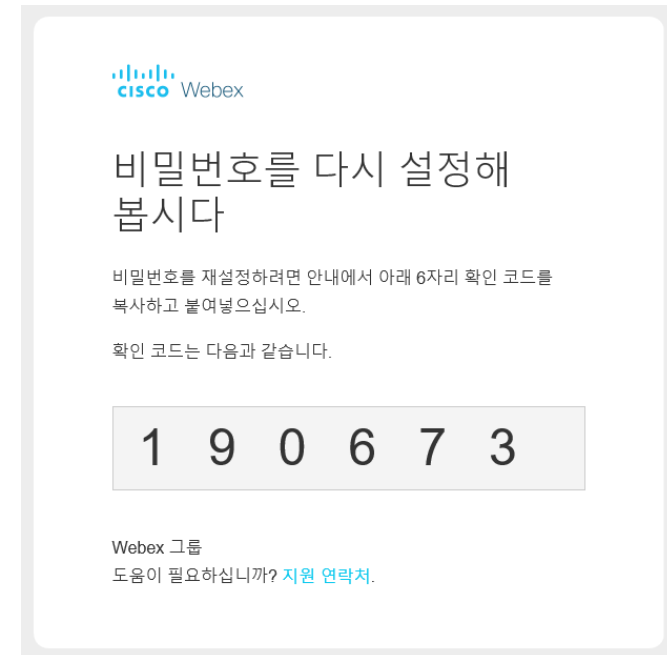 cisco Webex
비밀번호를 다시 설정해
봅시다
비밀번호를 재설정하려면 안내에서 아래 6자리 확인 코드를
복사하고 붙여넣으십시오.
확인 코드는 다음과 같습니다.
1 9 0 6 7 3
Webex 그룹
도움이 필요하십니까? 지원 연락처.